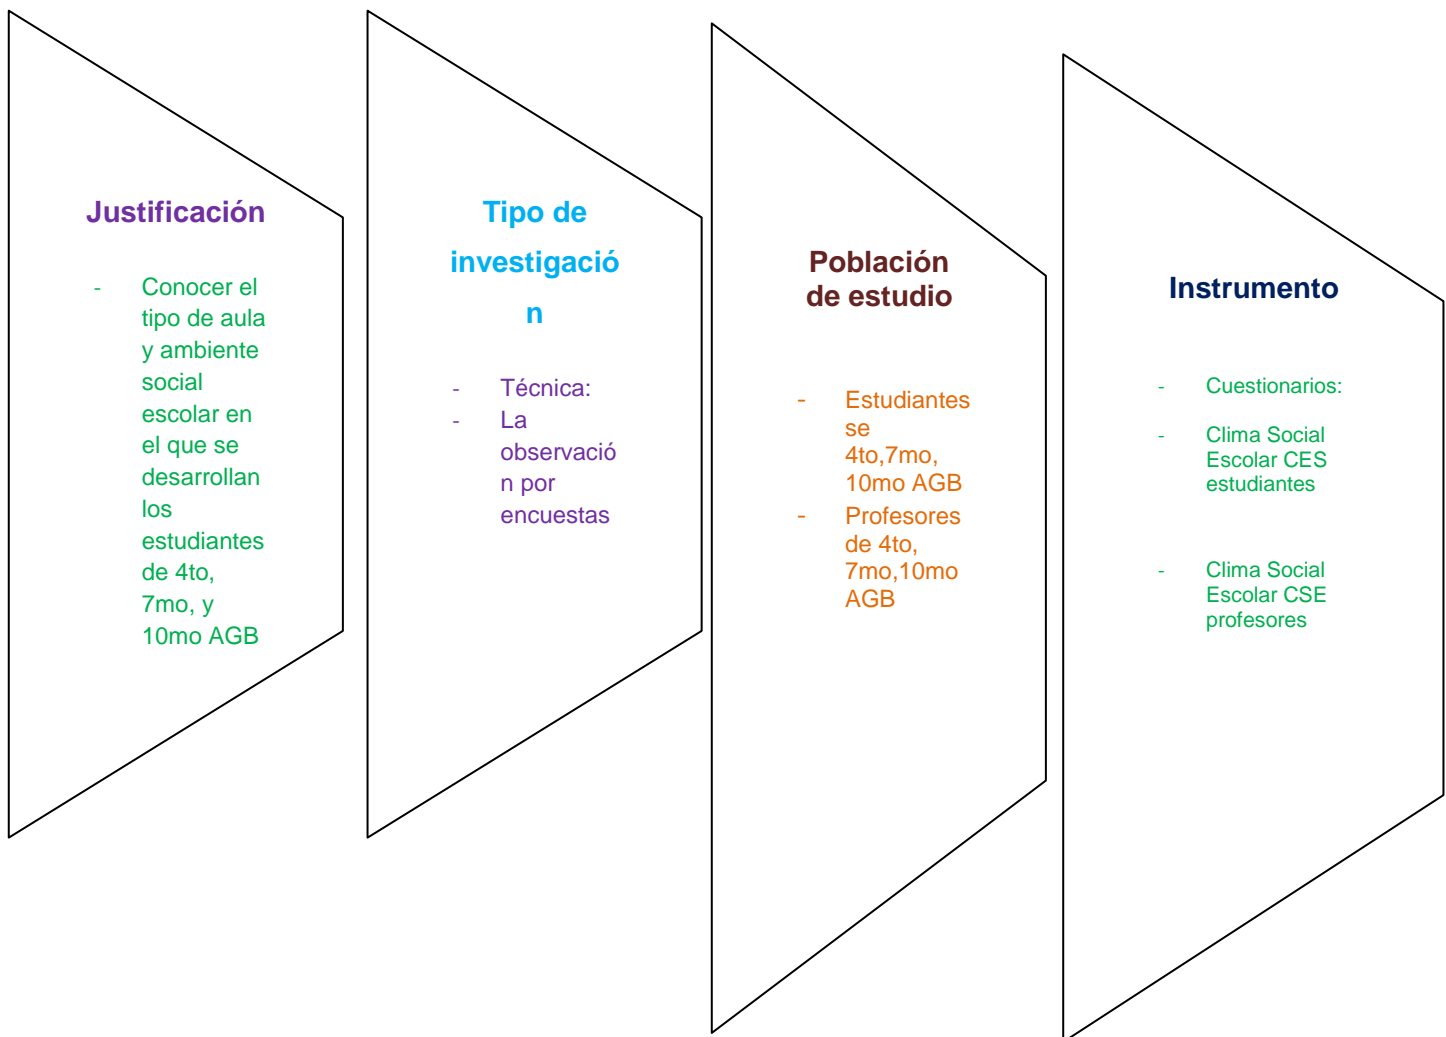 Justificación
- Conocer el
tipo de aula
y ambiente
social
escolar en
el que se
desarrollan
los
estudiantes
de 4to,
7mo, y
10mo AGB
Tipo de
investigació
n
- Técnica:
- La
observació
n por
encuestas
Población
de estudio
- Estudiantes
se
4to,7mo,
10mo AGB
- Profesores
de 4to,
7mo,10mo
AGB
Instrumento
- Cuestionarios:
- Clima Social
Escolar CES
estudiantes
- Clima Social
Escolar CSE
profesores